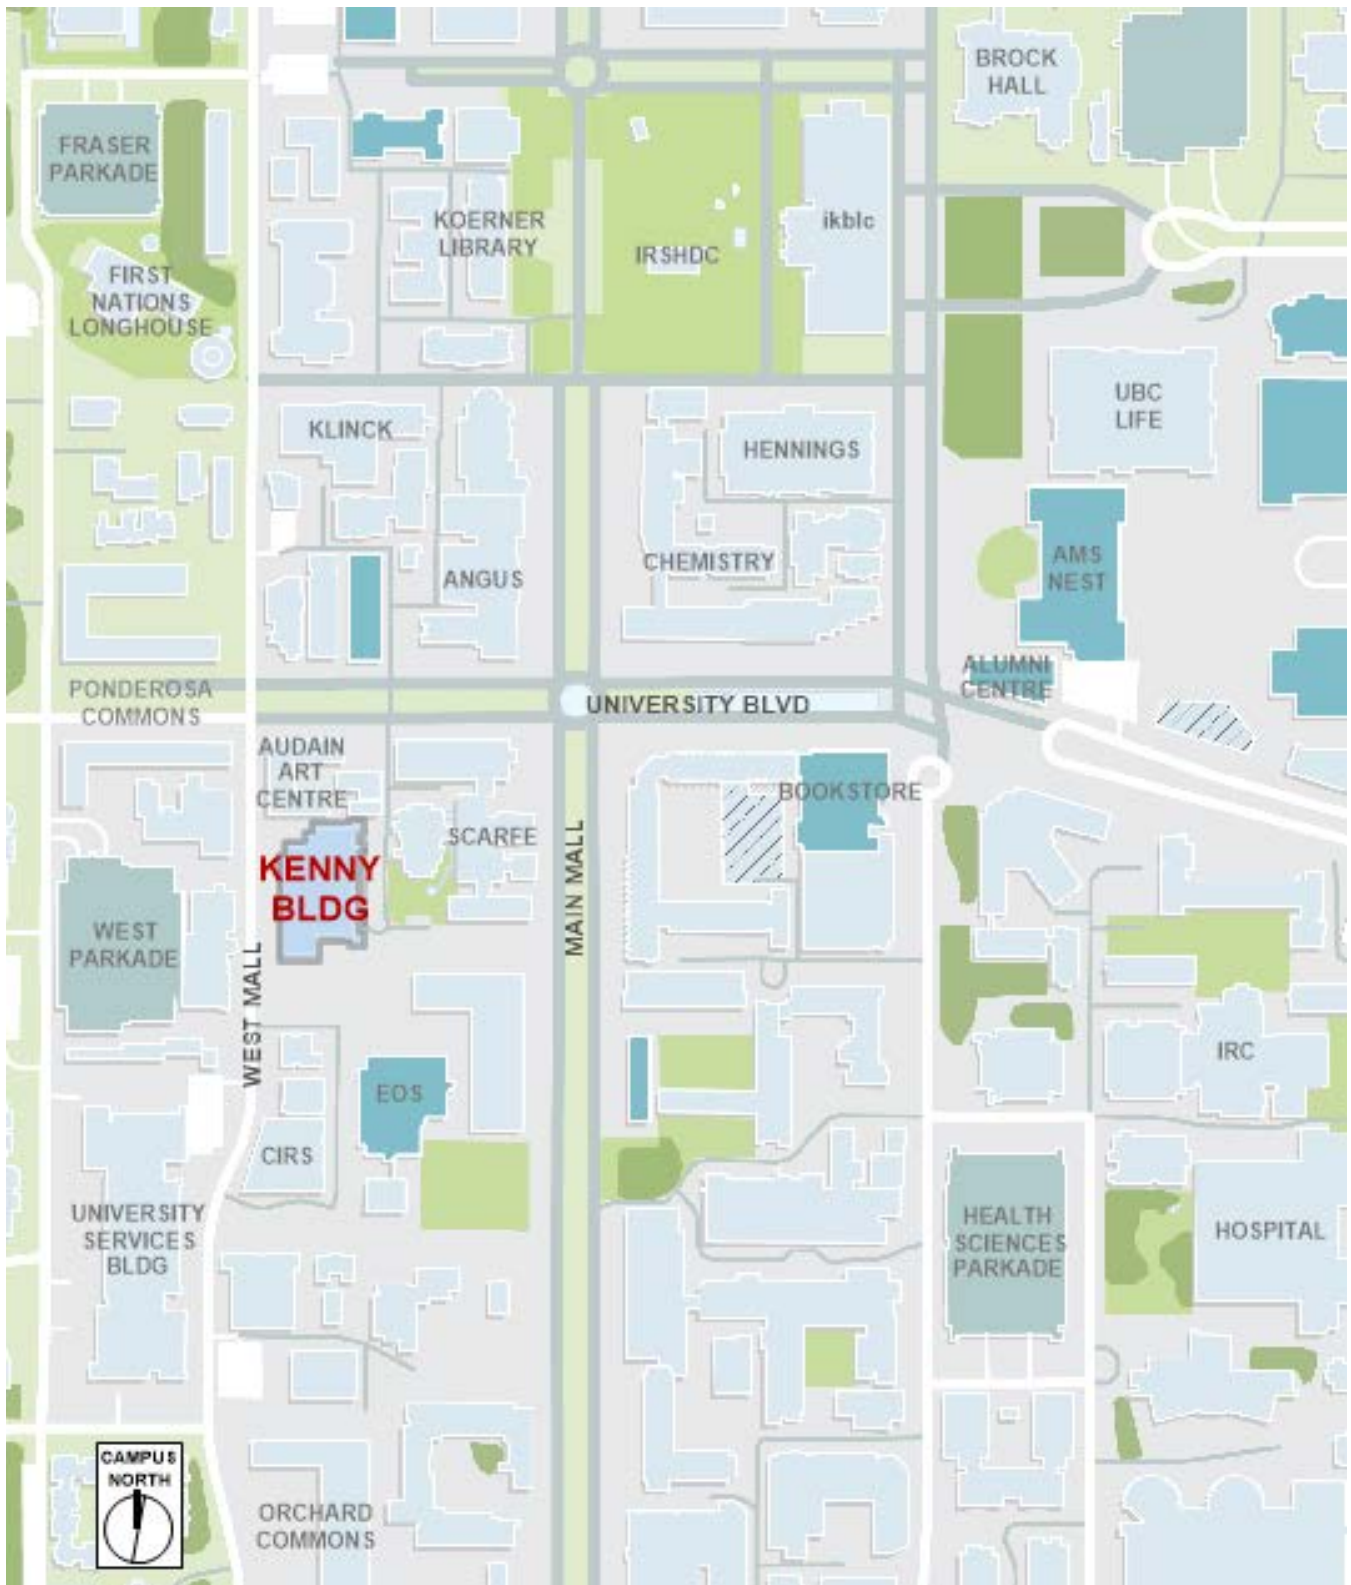 BROCK
HALL
FRASER
PARKADE
KOERNER
LIBRARY
IRSHDC
ikblc
FIRST
NATIONS
LONGHOUSE
UBC
LIFE
KLINCK
HENNINGS
ANGUS
CHEMISTRY
AMS
NEST
PONDEROSA
COMMONS
ALUMNI
CENTRE
UNIVERSITY BLVD
AUDAIN
ART
CENTRE
SCARFE
BOOKSTORE
KENNY
BLDG
MAIN MALL
WEST
PARKADE
WEST MALL
EOS
IRC
CIRS
UNIVERSITY
SERVICES
BLDG
HEALTH
SCIENCES
PARKADE
HOSPITAL
CAMPUS
NORTH
ORCHARD
COMMONS